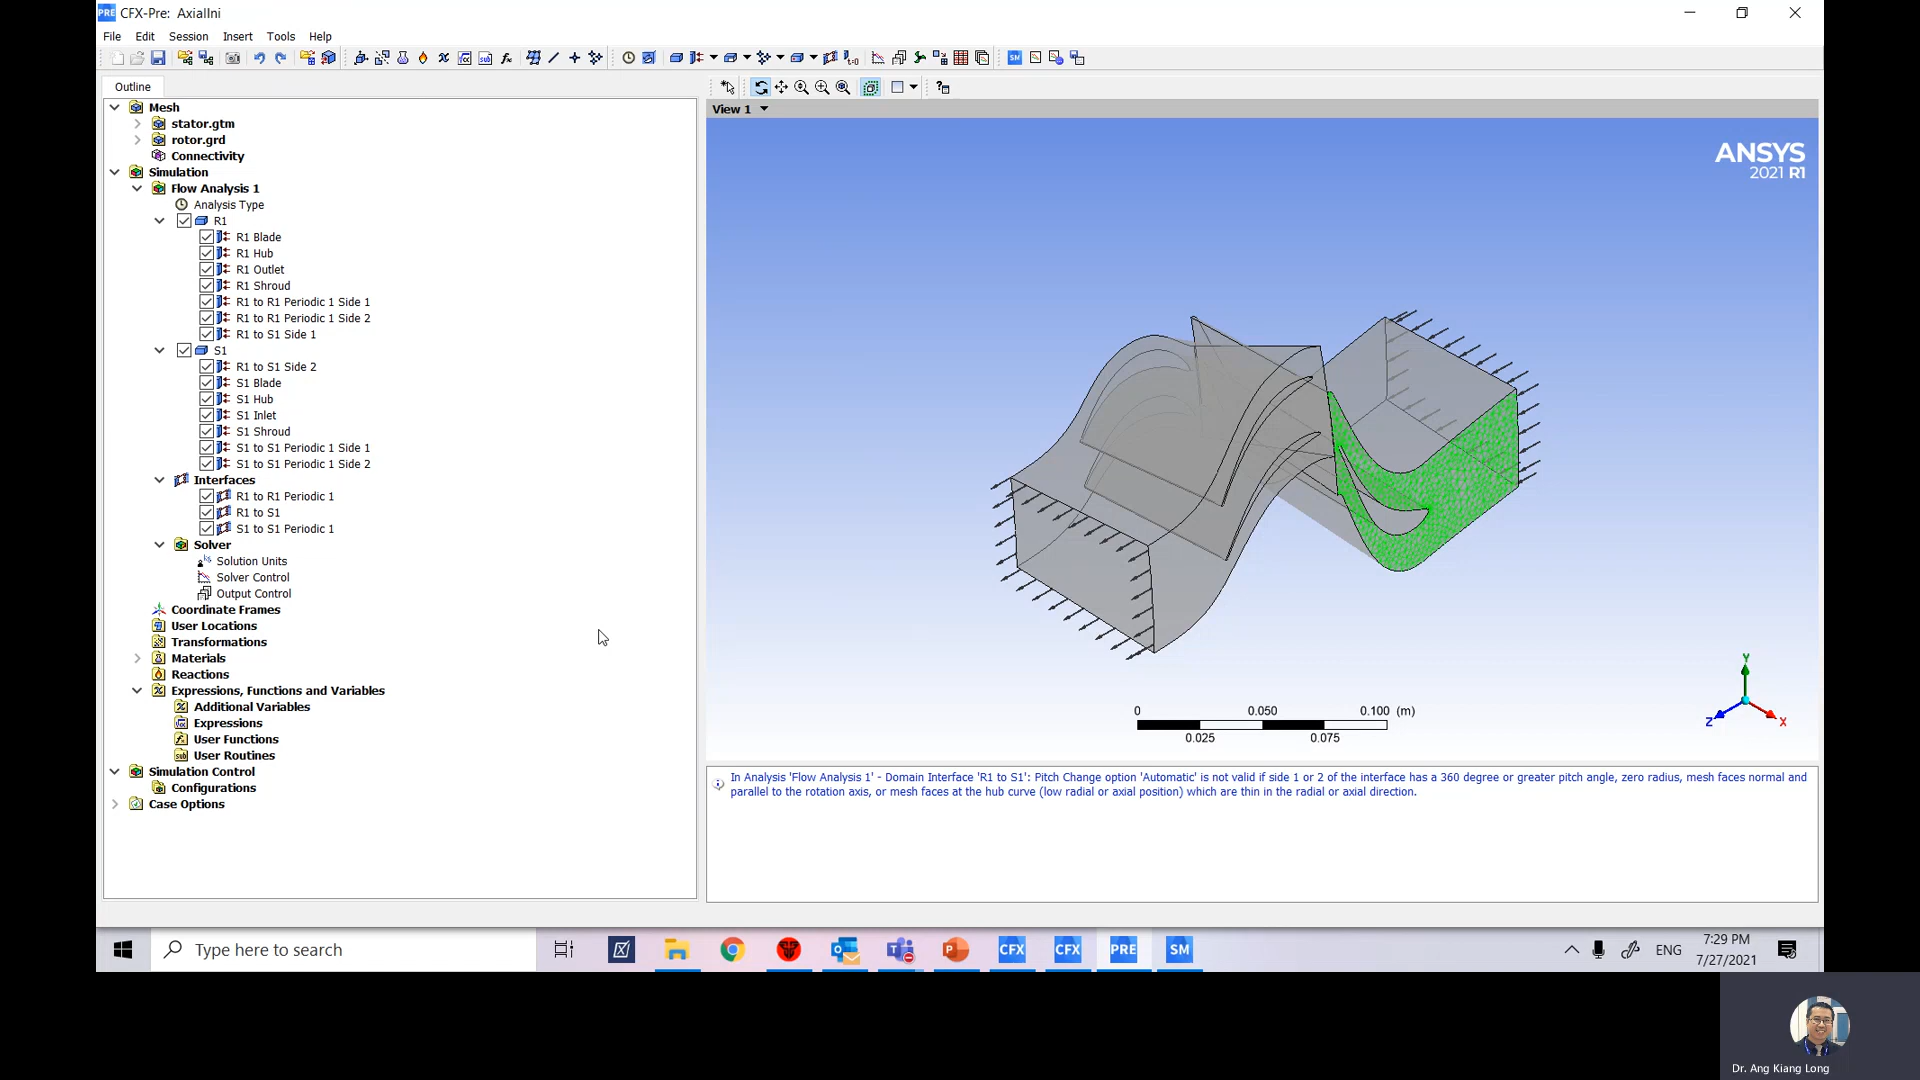 PRE CFX-Pre: AxialIni
File Edit Session Insert Tools Help
Outline
View 1
Mesh
stator.gtm
rotor.grd
Connectivity
Simulation
Flow Analysis 1
Analysis Type
R1
R1 Blade
R1 Hub
R1 Outlet
R1 Shroud
R1 to R1 Periodic 1 Side 1
R1 to R1 Periodic 1 Side 2
R1 to S1 Side 1
S1
R1 to S1 Side 2
S1 Blade
S1 Hub
S1 Inlet
S1 Shroud
S1 to S1 Periodic 1 Side 1
S1 to S1 Periodic 1 Side 2
Interfaces
R1 to R1 Periodic 1
R1 to S1
S1 to S1 Periodic 1
Solver
Solution Units
Solver Control
Output Control
Coordinate Frames
User Locations
Transformations
Materials
Reactions
Expressions, Functions and Variables
Additional Variables
Expressions
User Functions
User Routines
Simulation Control
Configurations
Case Options
ANSYS
2021 R1
0 0.050 0.100 (m)
0.025 0.075
Y
Z X
In Analysis 'Flow Analysis 1' - Domain Interface 'R1 to S1': Pitch Change option 'Automatic' is not valid if side 1 or 2 of the interface has a 360 degree or greater pitch angle, zero radius, mesh faces normal and
parallel to the rotation axis, or mesh faces at the hub curve (low radial or axial position) which are thin in the radial or axial direction.
Type here to search
CFX CFX PRE SM
ENG
7:29 PM
7/27/2021
Dr. Ang Kiang Long